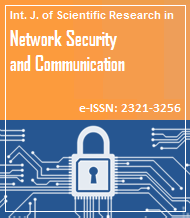 Int. J. of Scientific Research in
Network Security
and Communication
e-ISSN: 2321-3256